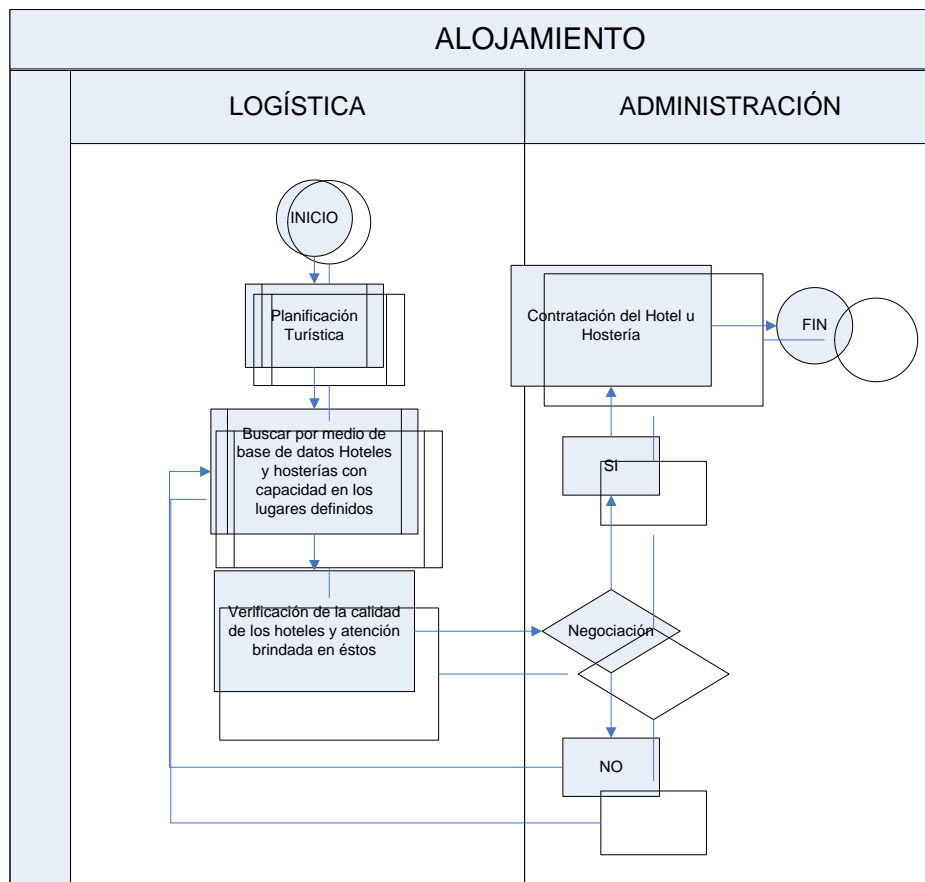 ALOJAMIENTO
LOGÍSTICA
ADMINISTRACIÓN
INICIO
Planificación
Turística
Buscar por medio de
base de datos Hoteles
y hosterías con
capacidad en los
lugares definidos
Verificación de la calidad
de los hoteles y atención
brindada en éstos
Contratación del Hotel u
Hostería
FIN
SI
Negociación
NO